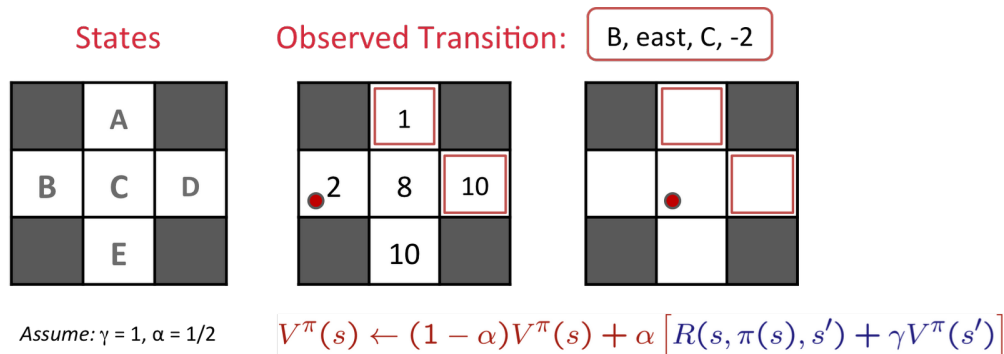 States
Observed Transition:
B, east, C, -2
A
B C D
E
1
2 8 10
10
Assume: γ = 1, α = 1/2
V^π(s) ← (1 − α)V^π(s) + α [R(s, π(s), s′) + γV^π(s′)]